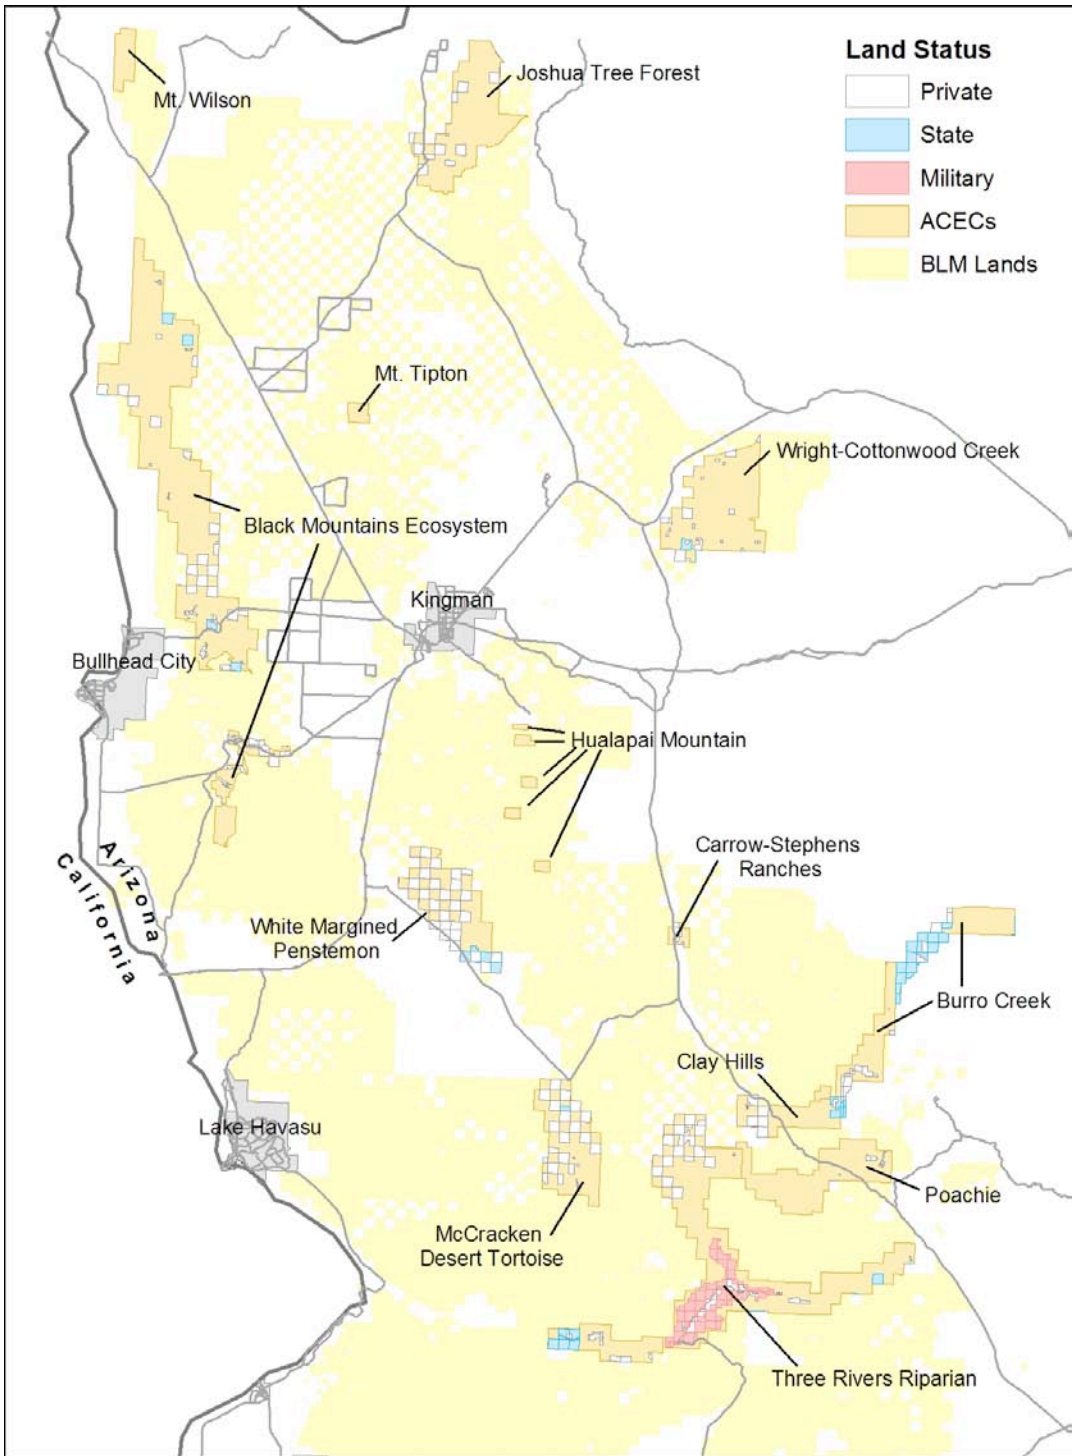 Land Status
Private
State
Military
ACECs
BLM Lands
Joshua Tree Forest
Mt. Wilson
Mt. Tipton
Wright-Cottonwood Creek
Black Mountains Ecosystem
Kingman
Bullhead City
Hualapai Mountain
Carrow-Stephens
Ranches
Arizona
California
White Margined
Penstemon
Burro Creek
Clay Hills
Lake Havasu
Poachie
McCracken
Desert Tortoise
Three Rivers Riparian